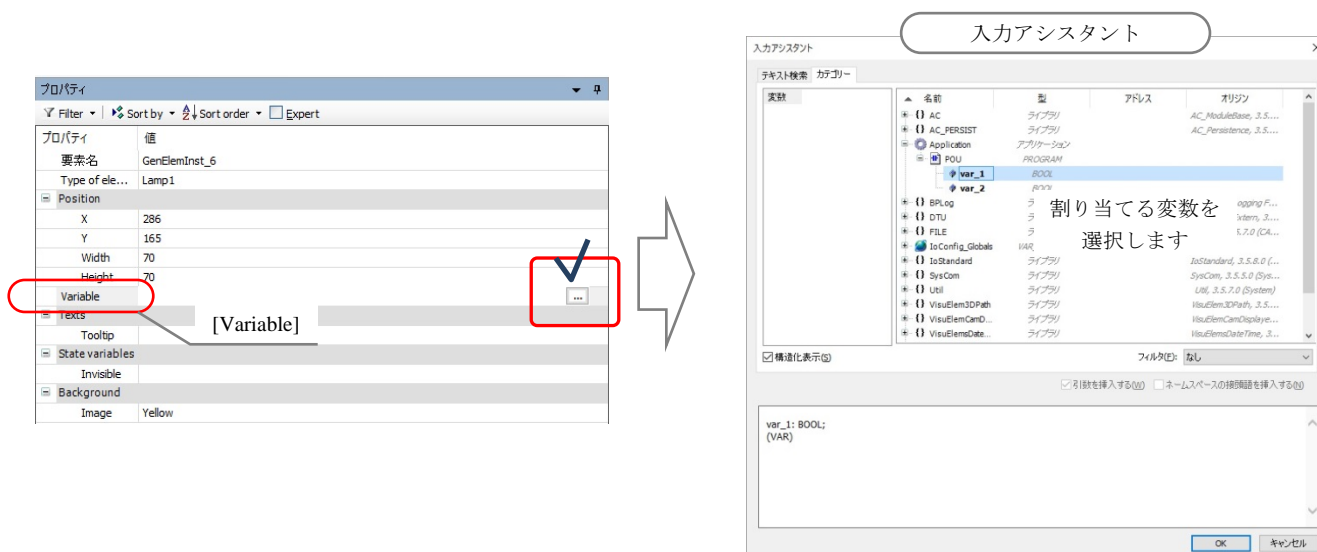 プロパティ
Filter Sort by Sort order Expert
プロパティ 値
要素名 GenElemInst_6
Type of ele... Lamp1
Position
X 286
Y 165
Width 70
Height 70
Variable ...
Texts
Tooltip
State variables
Invisible
Background
Image Yellow
[Variable]
入力アシスタント
入力アシスタント
テキスト検索 カテゴリー
変数
名前 型 アドレス オリジン
{} AC ライブラリ AC_ModuleBase, 3.5....
{} AC_PERSIST ライブラリ AC_Persistence, 3.5....
Application アプリケーション
POU PROGRAM
var_1 BOOL
var_2 BOOL
{} BPLog ラ ogging F...
{} DTU ラ xtern, 3....
{} FILE ラ 5.7.0 (CA...
IoConfig_Globals VAR_
{} IoStandard ライブラリ IoStandard, 3.5.8.0 (...
{} SysCom ライブラリ SysCom, 3.5.5.0 (Sys...
{} Util ライブラリ Util, 3.5.7.0 (System)
{} VisuElem3DPath ライブラリ VisuElem3DPath, 3.5....
{} VisuElemCamD... ライブラリ VisuElemCamDisplaye...
{} VisuElemsDate... ライブラリ VisuElemsDateTime, 3...
割り当てる変数を
選択します
構造化表示(S) フィルタ(F): なし
引数を挿入する(W) ネームスペースの接頭語を挿入する(N)
var_1: BOOL;
(VAR)
OK キャンセル